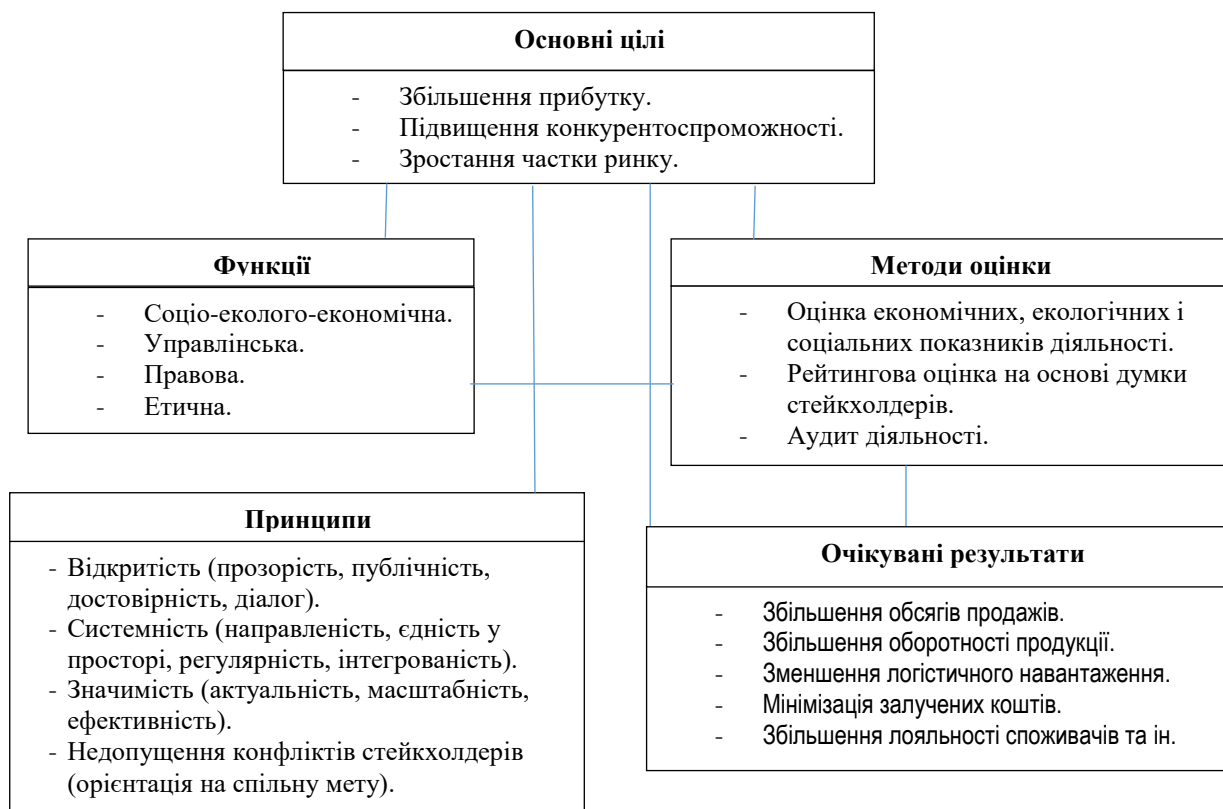 Основні цілі
- Збільшення прибутку.
- Підвищення конкурентоспроможності.
- Зростання частки ринку.
Функції
- Соціо-еколого-економічна.
- Управлінська.
- Правова.
- Етична.
Методи оцінки
- Оцінка економічних, екологічних і
соціальних показників діяльності.
- Рейтингова оцінка на основі думки
стейкхолдерів.
- Аудит діяльності.
Принципи
- Відкритість (прозорість, публічність,
достовірність, діалог).
- Системність (направленість, єдність у
просторі, регулярність, інтегрованість).
- Значимість (актуальність, масштабність,
ефективність).
- Недопущення конфліктів стейкхолдерів
(орієнтація на спільну мету).
Очікувані результати
- Збільшення обсягів продажів.
- Збільшення оборотності продукції.
- Зменшення логістичного навантаження.
- Мінімізація залучених коштів.
- Збільшення лояльності споживачів та ін.